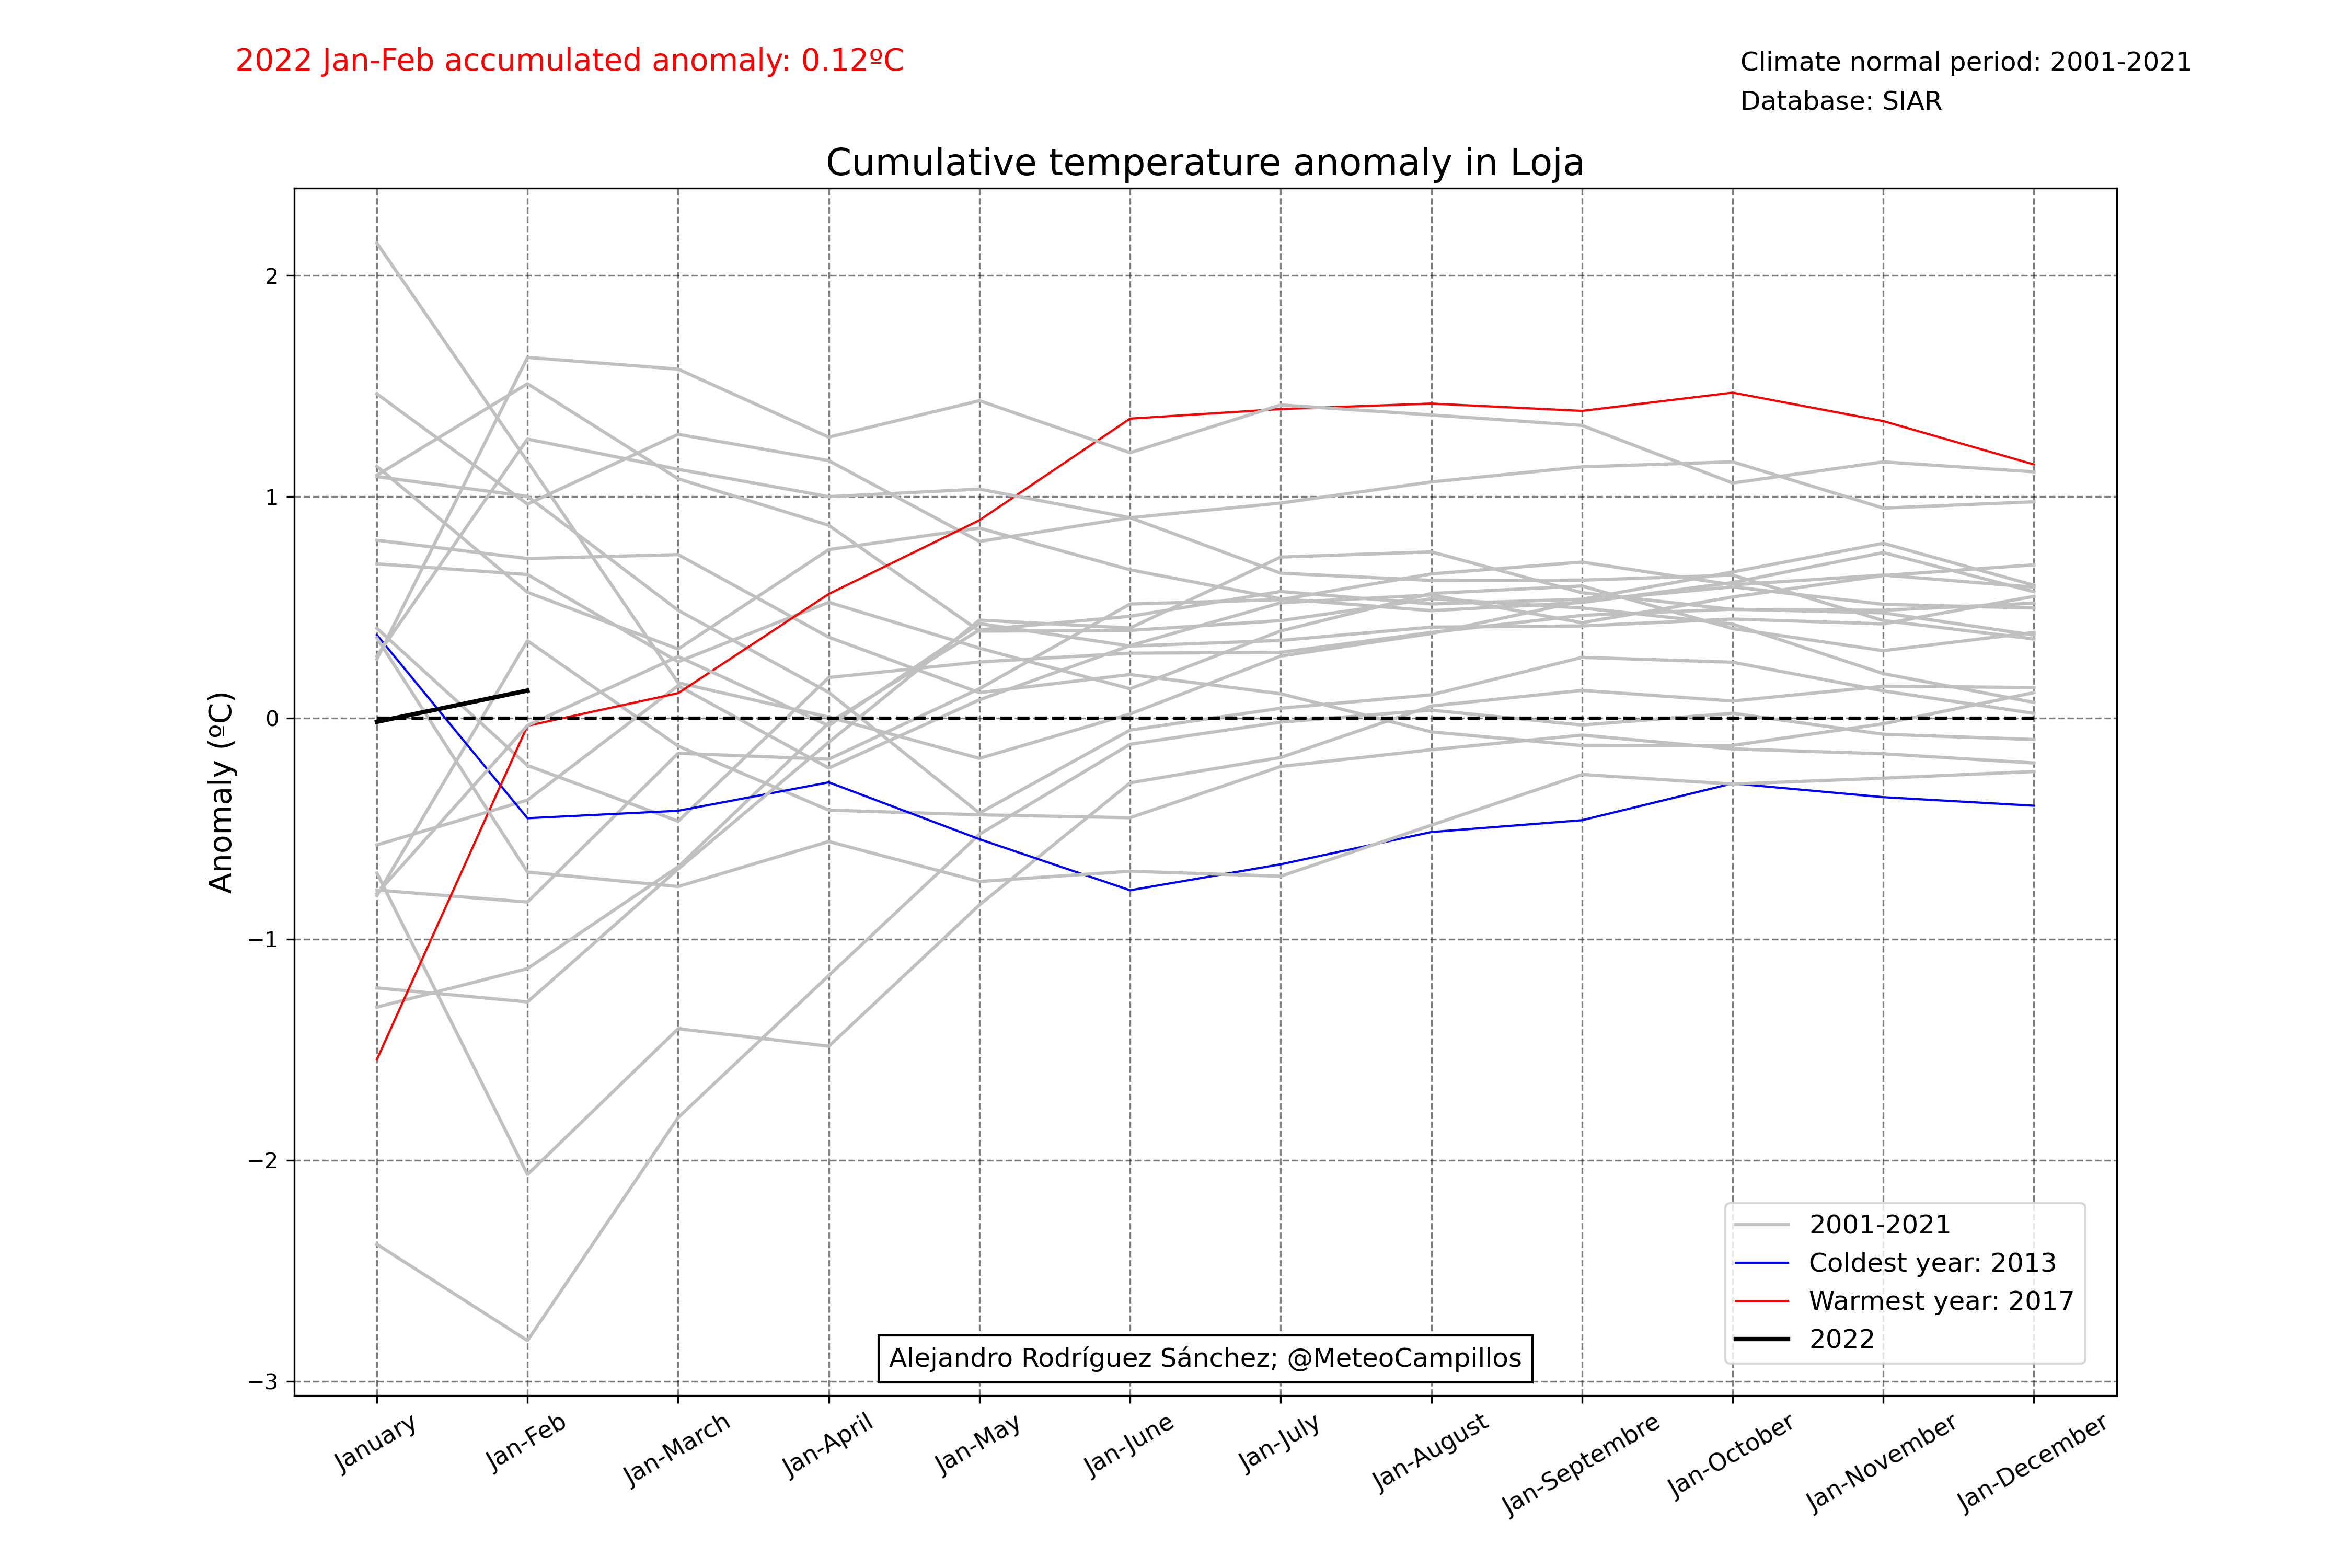 2022 Jan-Feb accumulated anomaly: 0.12ºC
Climate normal period: 2001-2021
Database: SIAR
Cumulative temperature anomaly in Loja
Anomaly (ºC)
2
1
0
−1
−2
−3
2001-2021
Coldest year: 2013
Warmest year: 2017
2022
Alejandro Rodríguez Sánchez; @MeteoCampillos
January
Jan-Feb
Jan-March
Jan-April
Jan-May
Jan-June
Jan-July
Jan-August
Jan-Septembre
Jan-October
Jan-November
Jan-December